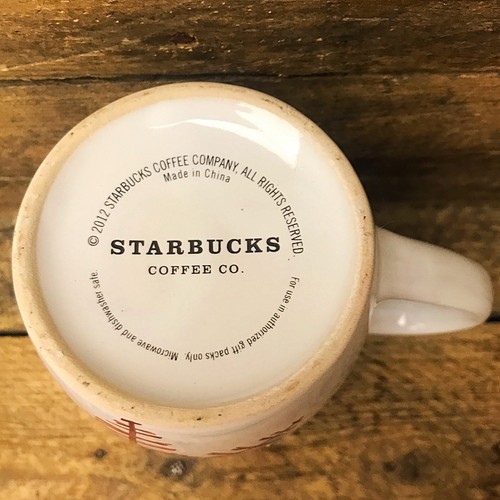 © 2012 STARBUCKS COFFEE COMPANY, ALL RIGHTS RESERVED.
Made in China
STARBUCKS
COFFEE CO.
For use in authorized gift packs only. Microwave and dishwasher safe.